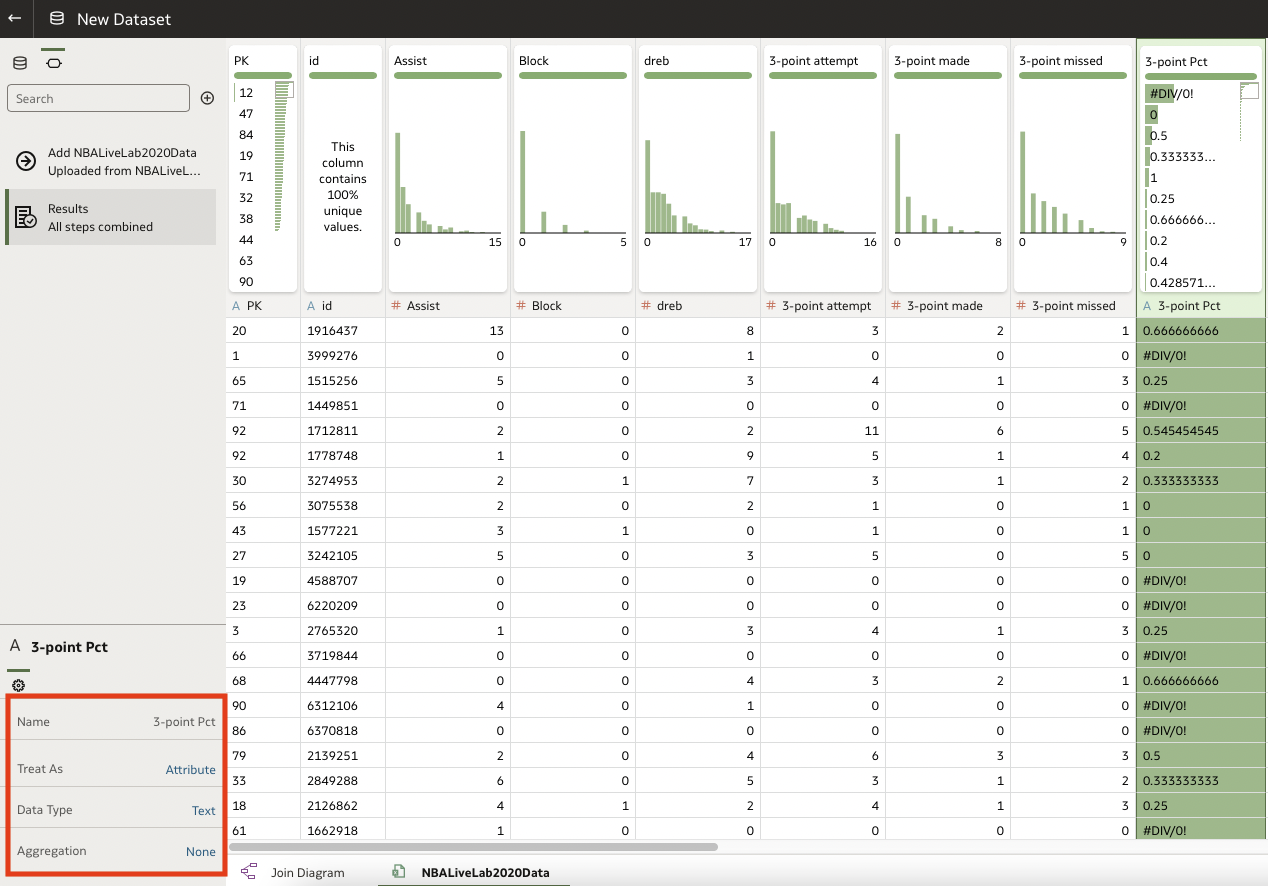 New Dataset
Search
Add NBALiveLab2020Data
Uploaded from NBALiveL...
Results
All steps combined
A 3-point Pct
Name 3-point Pct
Treat As Attribute
Data Type Text
Aggregation None
PK
12
47
84
19
71
32
38
44
63
90
id
This
column
contains
100%
unique
values.
Assist
0 15
Block
0 5
dreb
0 17
3-point attempt
0 16
3-point made
0 8
3-point missed
0 9
3-point Pct
#DIV/0!
0
0.5
0.333333...
1
0.25
0.666666...
0.2
0.4
0.428571...
A PK A id # Assist # Block # dreb # 3-point attempt # 3-point made # 3-point missed A 3-point Pct
20 1916437 13 0 8 3 2 1 0.666666666
1 3999276 0 0 1 0 0 0 #DIV/0!
65 1515256 5 0 3 4 1 3 0.25
71 1449851 0 0 0 0 0 0 #DIV/0!
92 1712811 2 0 2 11 6 5 0.545454545
92 1778748 1 0 9 5 1 4 0.2
30 3274953 2 1 7 3 1 2 0.333333333
56 3075538 2 0 2 1 0 1 0
43 1577221 3 1 0 1 0 1 0
27 3242105 5 0 3 5 0 5 0
19 4588707 0 0 0 0 0 0 #DIV/0!
23 6220209 0 0 0 0 0 0 #DIV/0!
3 2765320 1 0 3 4 1 3 0.25
66 3719844 0 0 0 0 0 0 #DIV/0!
68 4447798 0 0 4 3 2 1 0.666666666
90 6312106 4 0 1 0 0 0 #DIV/0!
86 6370818 0 0 0 0 0 0 #DIV/0!
79 2139251 2 0 4 6 3 3 0.5
33 2849288 6 0 5 3 1 2 0.333333333
18 2126862 4 1 2 4 1 3 0.25
61 1662918 1 0 0 0 0 0 #DIV/0!
Join Diagram NBALiveLab2020Data